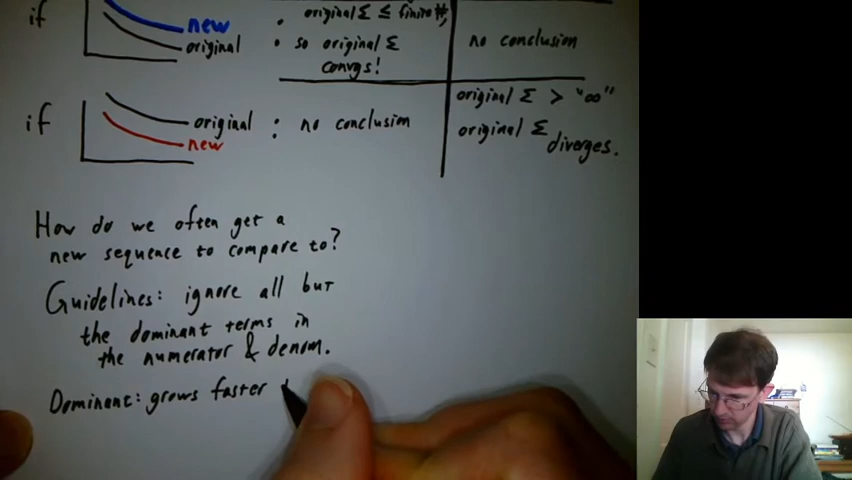 if
new
original
· original Σ ≤ finite #,
· so original Σ
convgs!
no conclusion
if
original
new
: no conclusion
original Σ > "∞"
original Σ
diverges.
How do we often get a
new sequence to compare to?
Guidelines: ignore all but
the dominant terms in
the numerator & denom.
Dominant: grows faster